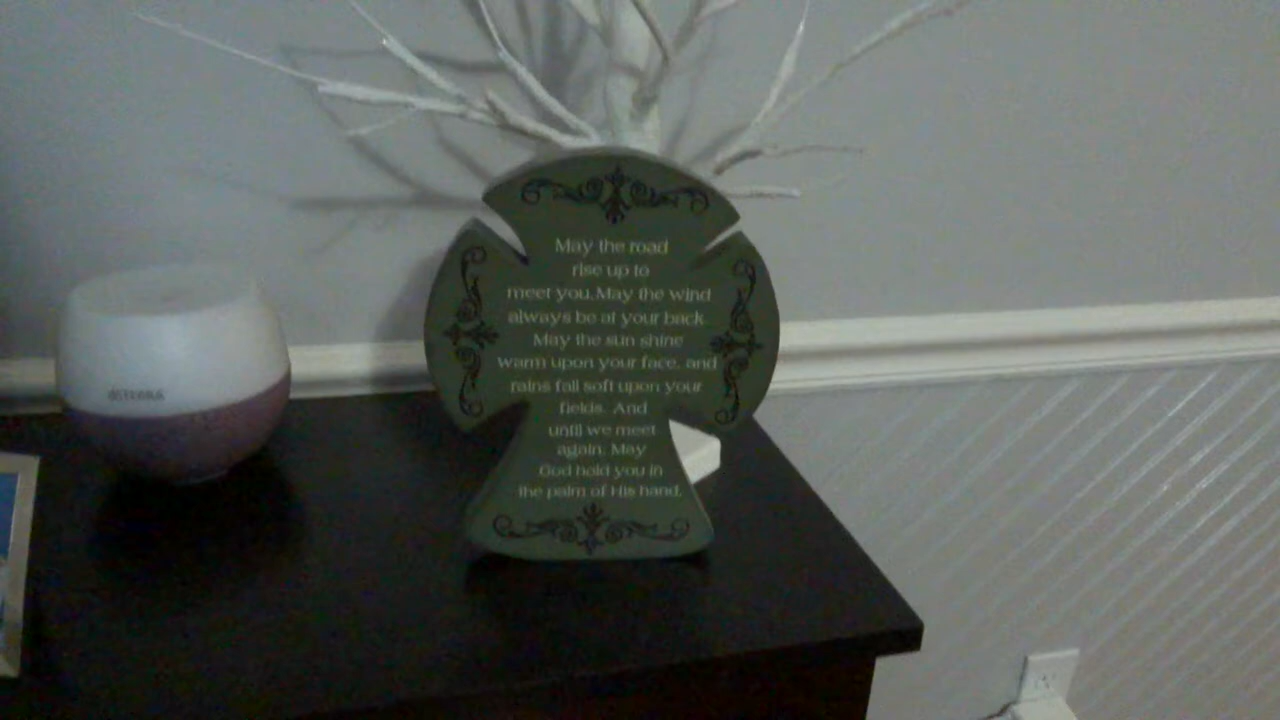 May the road
rise up to
meet you. May the wind
always be at your back.
May the sun shine
warm upon your face, and
rains fall soft upon your
fields. And
until we meet
again, May
God hold you in
the palm of His hand.